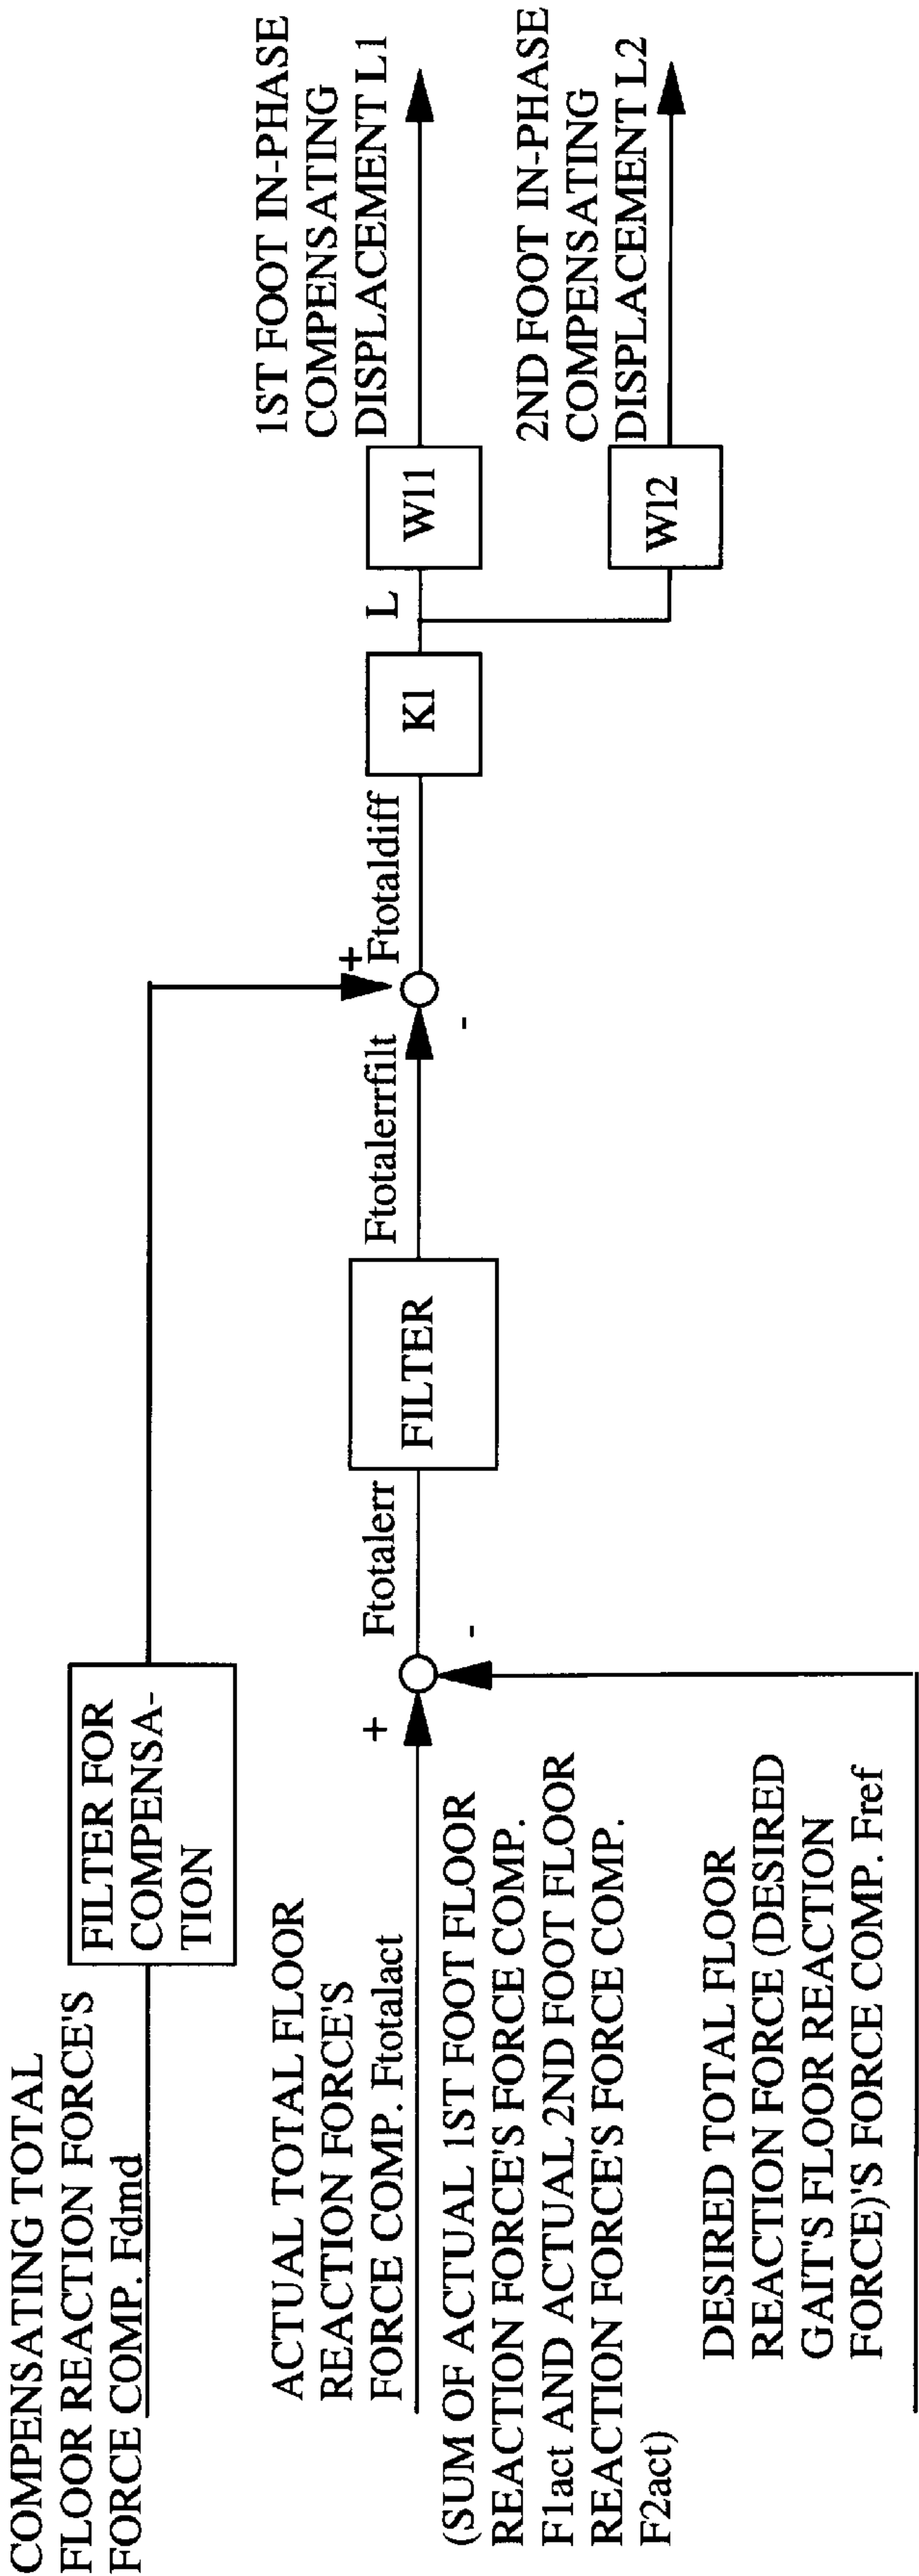 COMPENSATING TOTAL
FLOOR REACTION FORCE'S
FORCE COMP. Fdmd
FILTER FOR
COMPENSA-
TION
ACTUAL TOTAL FLOOR
REACTION FORCE'S
FORCE COMP. Ftotalact
(SUM OF ACTUAL 1ST FOOT FLOOR
REACTION FORCE'S FORCE COMP.
F1act AND ACTUAL 2ND FOOT FLOOR
REACTION FORCE'S FORCE COMP.
F2act)
DESIRED TOTAL FLOOR
REACTION FORCE (DESIRED
GAIT'S FLOOR REACTION
FORCE)'S FORCE COMP. Fref
+
-
Ftotalerr
FILTER
Ftotalerrfilt
+
-
Ftotaldiff
Kl
L
Wl1
1ST FOOT IN-PHASE
COMPENSATING
DISPLACEMENT L1
Wl2
2ND FOOT IN-PHASE
COMPENSATING
DISPLACEMENT L2